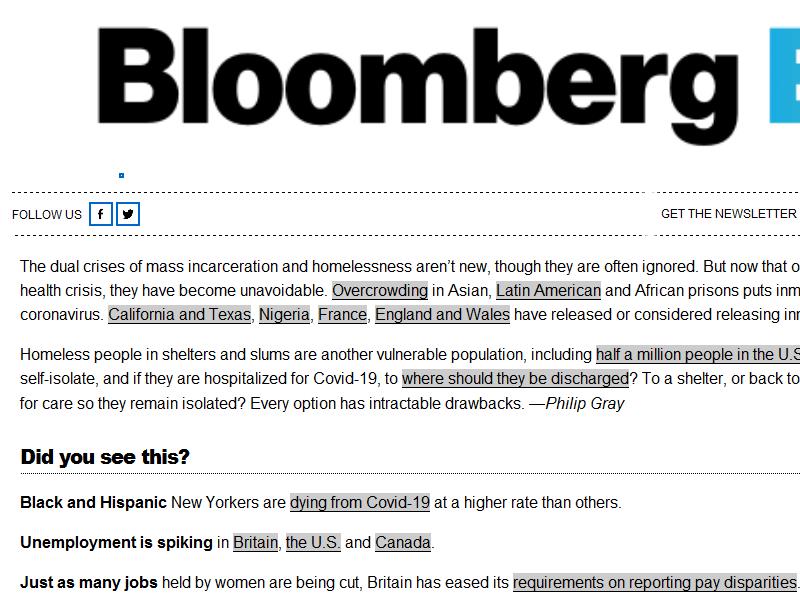 Bloomberg E
FOLLOW US
GET THE NEWSLETTER
The dual crises of mass incarceration and homelessness aren’t new, though they are often ignored. But now that o
health crisis, they have become unavoidable. Overcrowding in Asian, Latin American and African prisons puts inm
coronavirus. California and Texas, Nigeria, France, England and Wales have released or considered releasing inm
Homeless people in shelters and slums are another vulnerable population, including half a million people in the U.S
self-isolate, and if they are hospitalized for Covid-19, to where should they be discharged? To a shelter, or back to
for care so they remain isolated? Every option has intractable drawbacks. —Philip Gray
Did you see this?
Black and Hispanic New Yorkers are dying from Covid-19 at a higher rate than others.
Unemployment is spiking in Britain, the U.S. and Canada.
Just as many jobs held by women are being cut, Britain has eased its requirements on reporting pay disparities.